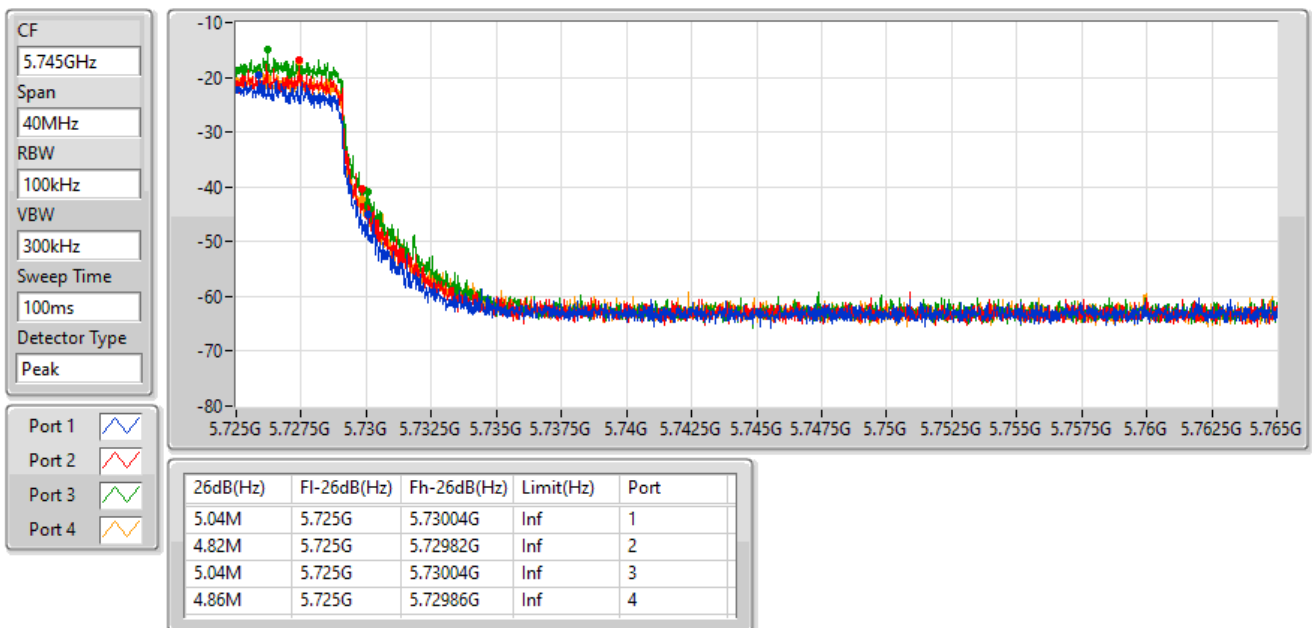 CF
5.745GHz
Span
40MHz
RBW
100kHz
VBW
300kHz
Sweep Time
100ms
Detector Type
Peak
Port 1
Port 2
Port 3
Port 4
-10
-20
-30
-40
-50
-60
-70
-80
5.725G 5.7275G 5.73G 5.7325G 5.735G 5.7375G 5.74G 5.7425G 5.745G 5.7475G 5.75G 5.7525G 5.755G 5.7575G 5.76G 5.7625G 5.765G
26dB(Hz) Fl-26dB(Hz) Fh-26dB(Hz) Limit(Hz) Port
5.04M 5.725G 5.73004G Inf 1
4.82M 5.725G 5.72982G Inf 2
5.04M 5.725G 5.73004G Inf 3
4.86M 5.725G 5.72986G Inf 4